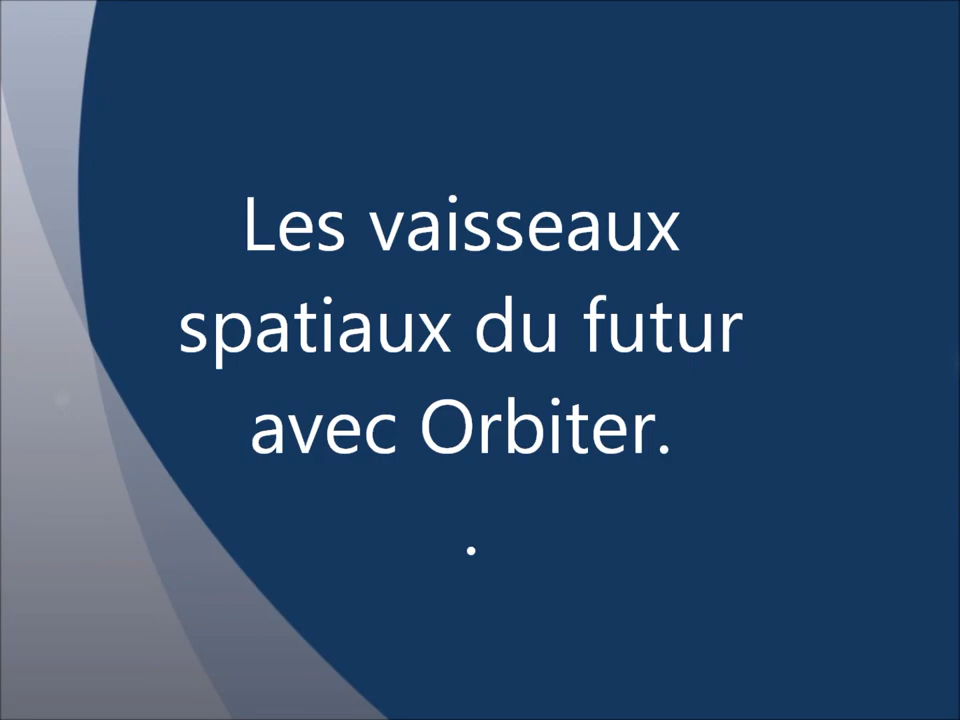 Les vaisseaux
spatiaux du futur
avec Orbiter.
.